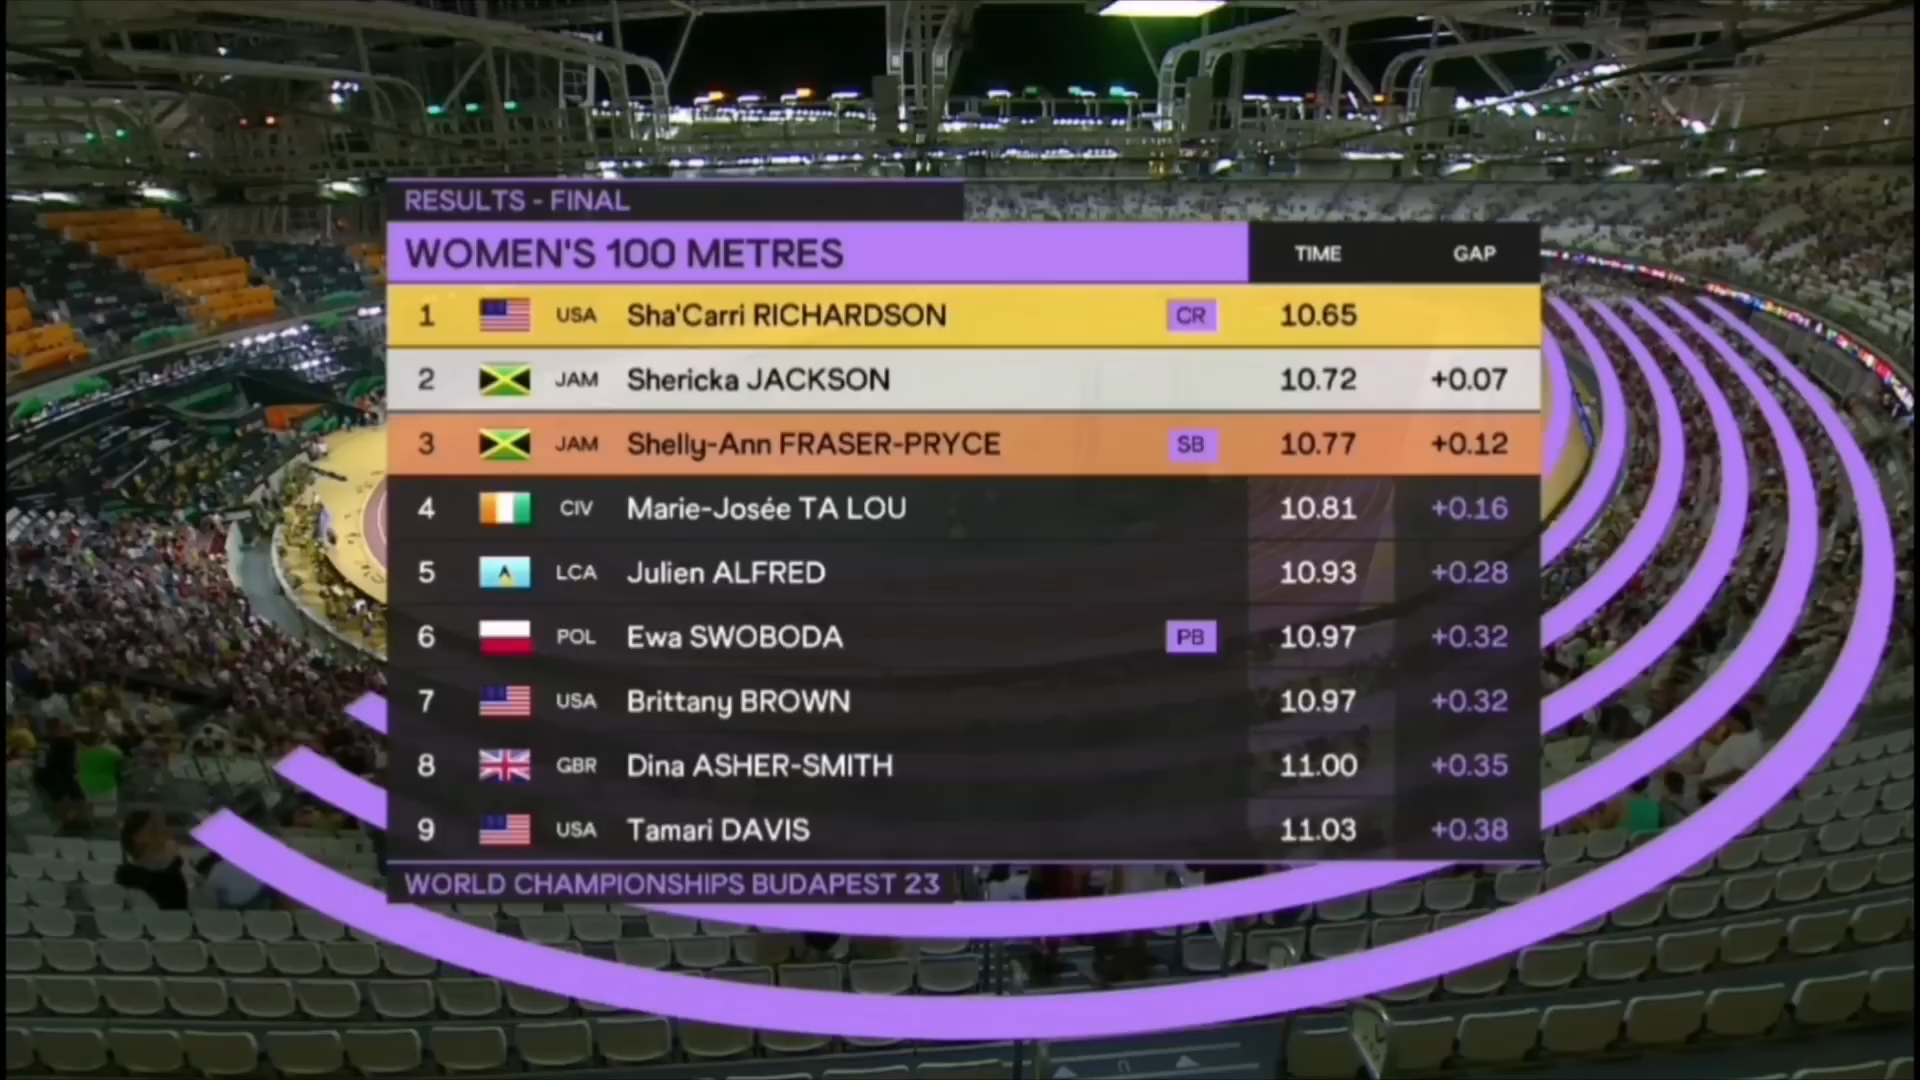 RESULTS - FINAL
WOMEN'S 100 METRES TIME GAP
1 USA Sha'Carri RICHARDSON CR 10.65
2 JAM Shericka JACKSON 10.72 +0.07
3 JAM Shelly-Ann FRASER-PRYCE SB 10.77 +0.12
4 CIV Marie-Josée TA LOU 10.81 +0.16
5 LCA Julien ALFRED 10.93 +0.28
6 POL Ewa SWOBODA PB 10.97 +0.32
7 USA Brittany BROWN 10.97 +0.32
8 GBR Dina ASHER-SMITH 11.00 +0.35
9 USA Tamari DAVIS 11.03 +0.38
WORLD CHAMPIONSHIPS BUDAPEST 23